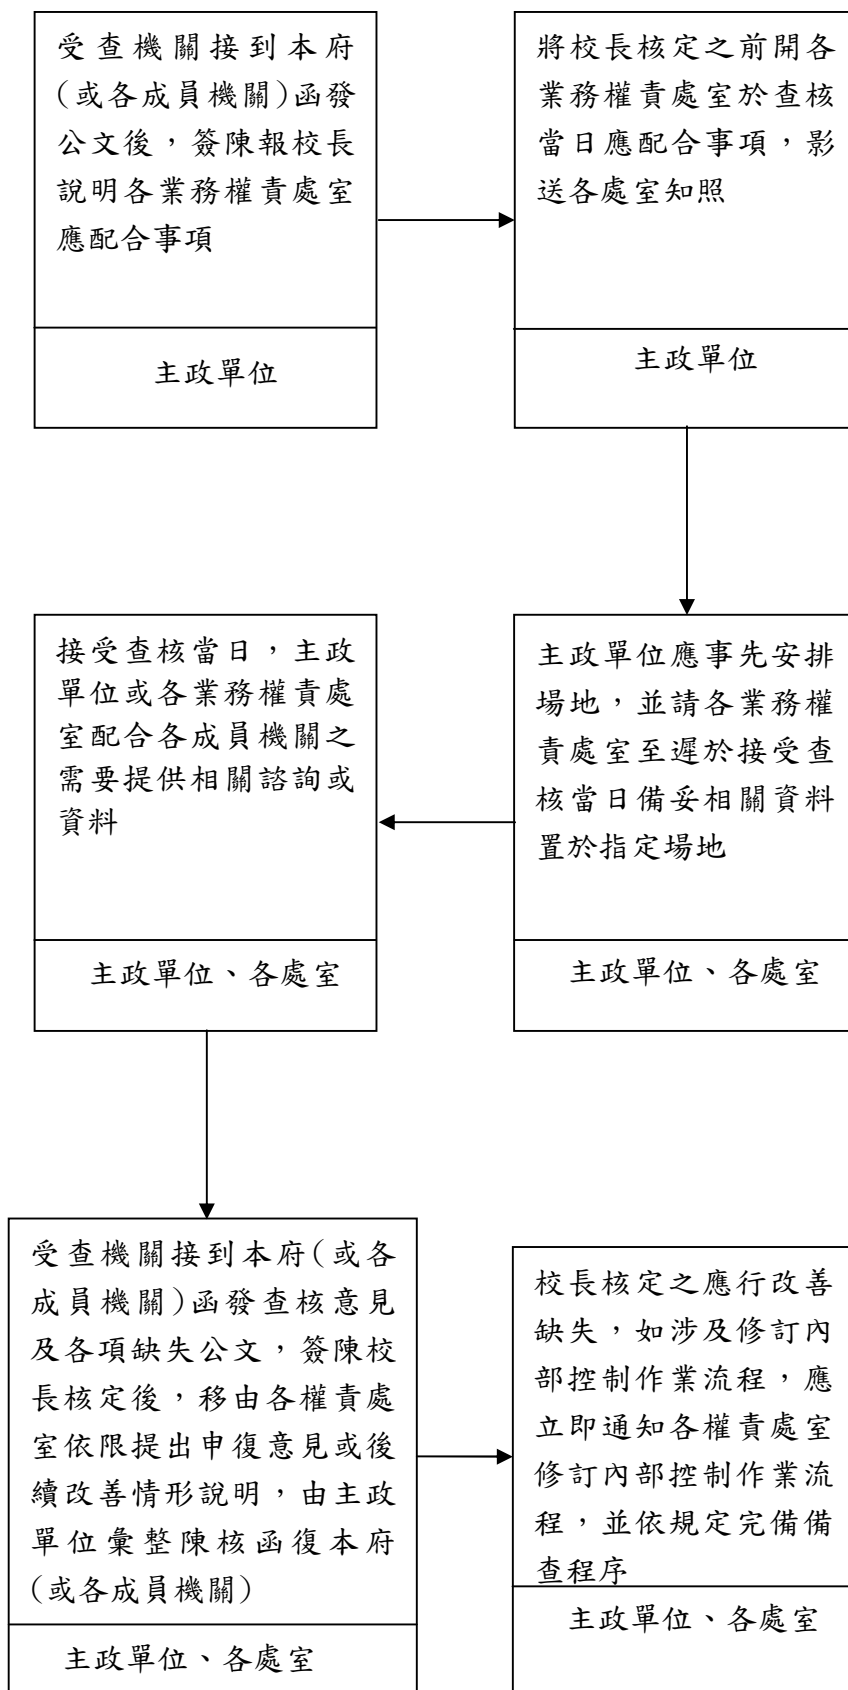 受查機關接到本府
(或各成員機關)函發
公文後，簽陳報校長
說明各業務權責處室
應配合事項
主政單位
將校長核定之前開各
業務權責處室於查核
當日應配合事項，影
送各處室知照
主政單位
主政單位應事先安排
場地，並請各業務權
責處室至遲於接受查
核當日備妥相關資料
置於指定場地
主政單位、各處室
接受查核當日，主政
單位或各業務權責處
室配合各成員機關之
需要提供相關諮詢或
資料
主政單位、各處室
受查機關接到本府(或各
成員機關)函發查核意見
及各項缺失公文，簽陳校
長核定後，移由各權責處
室依限提出申復意見或後
續改善情形說明，由主政
單位彙整陳核函復本府
(或各成員機關)
主政單位、各處室
校長核定之應行改善
缺失，如涉及修訂內
部控制作業流程，應
立即通知各權責處室
修訂內部控制作業流
程，並依規定完備備
查程序
主政單位、各處室